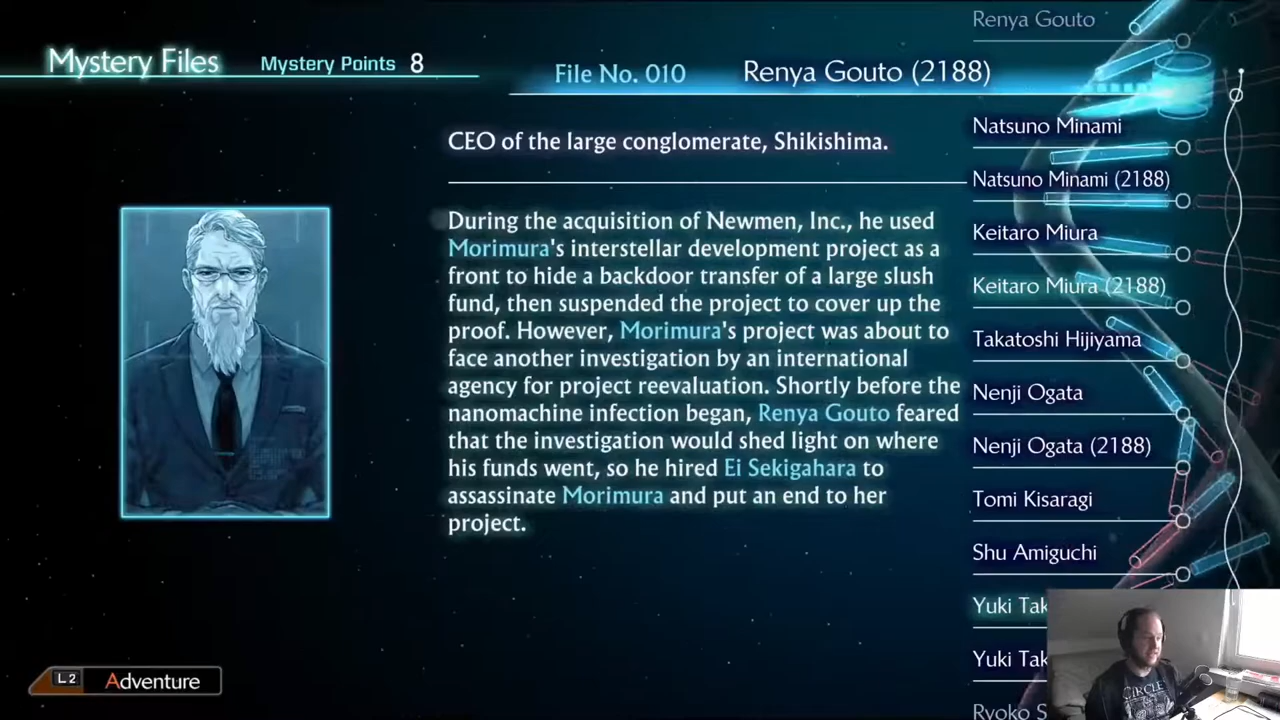 Renya Gouto
Mystery Files
Mystery Points 8
File No. 010
Renya Gouto (2188)
CEO of the large conglomerate, Shikishima.
During the acquisition of Newmen, Inc., he used
Morimura's interstellar development project as a
front to hide a backdoor transfer of a large slush
fund, then suspended the project to cover up the
proof. However, Morimura's project was about to
face another investigation by an international
agency for project reevaluation. Shortly before the
nanomachine infection began, Renya Gouto feared
that the investigation would shed light on where
his funds went, so he hired Ei Sekigahara to
assassinate Morimura and put an end to her
project.
Natsuno Minami
Natsuno Minami (2188)
Keitaro Miura
Keitaro Miura (2188)
Takatoshi Hijiyama
Nenji Ogata
Nenji Ogata (2188)
Tomi Kisaragi
Shu Amiguchi
Yuki Tak
Yuki Tak
Ryoko S
L2 Adventure
CIRCLE